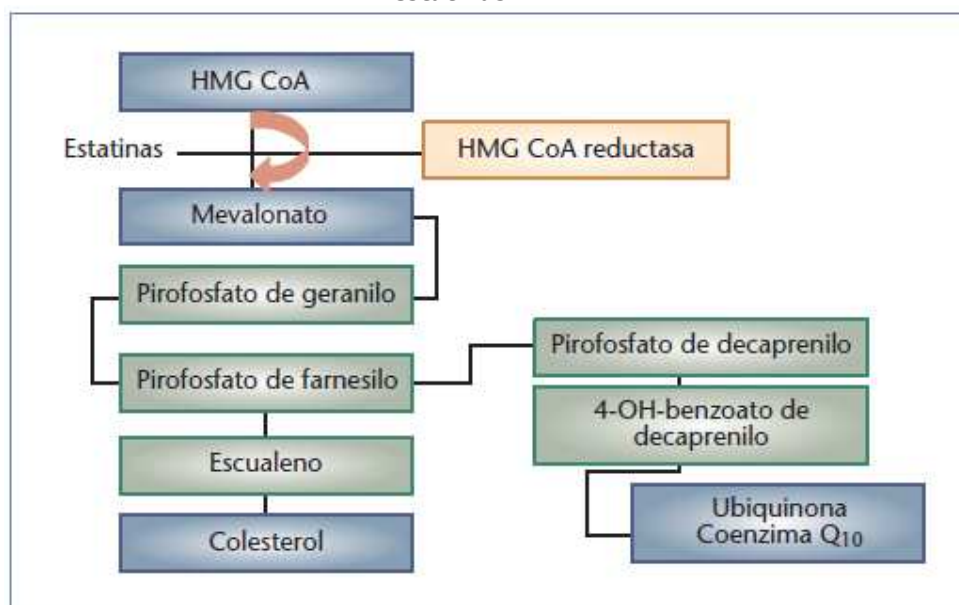 HMG CoA
Estatinas
HMG CoA reductasa
Mevalonato
Pirofosfato de geranilo
Pirofosfato de farnesilo
Pirofosfato de decaprenilo
4-OH-benzoato de
decaprenilo
Escualeno
Colesterol
Ubiquinona
Coenzima Q10